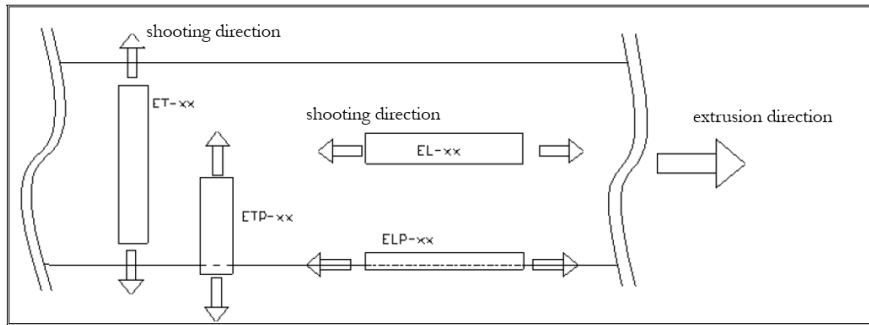 shooting direction
ET-xx
shooting direction
extrusion direction
EL-xx
ETP-xx
ELP-xx